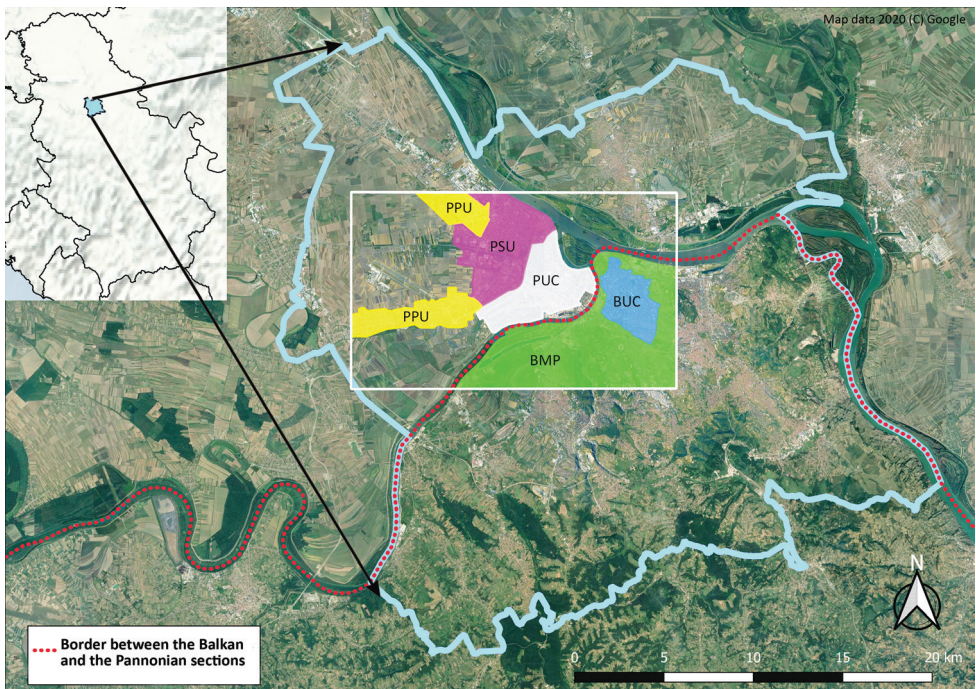 Map data 2020 (C) Google
PPU
PSU
PUC
BUC
PPU
BMP
N
Border between the Balkan
and the Pannonian sections
0 5 10 15 20 km